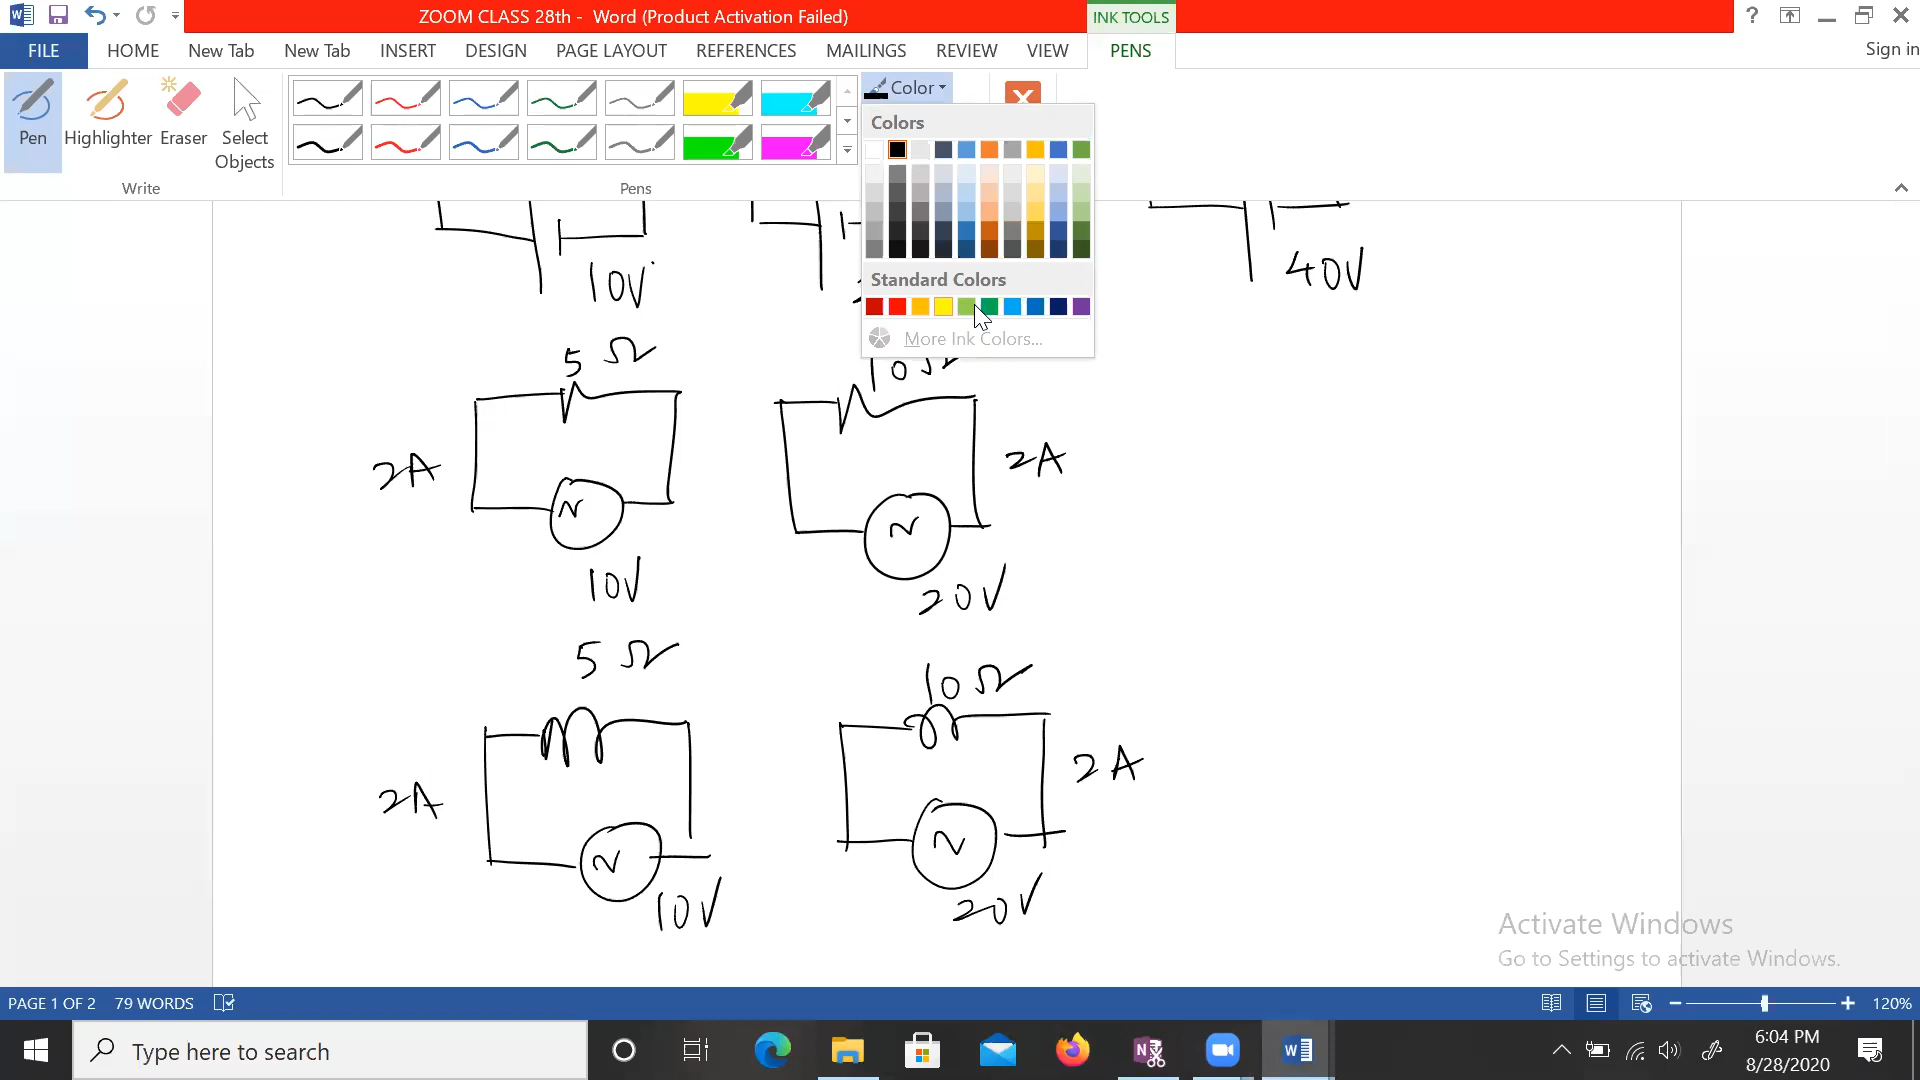 ZOOM CLASS 28th - Word (Product Activation Failed)
INK TOOLS
?
FILE
HOME
New Tab
New Tab
INSERT
DESIGN
PAGE LAYOUT
REFERENCES
MAILINGS
REVIEW
VIEW
PENS
Sign in
Pen
Highlighter
Eraser
Select Objects
Color
Write
Pens
Colors
Standard Colors
More Ink Colors...
10V
40V
5 Ω
10Ω
2A
2A
10V
20V
5 Ω
10Ω
2A
2A
10V
20V
Activate Windows
Go to Settings to activate Windows.
PAGE 1 OF 2
79 WORDS
120%
Type here to search
6:04 PM
8/28/2020